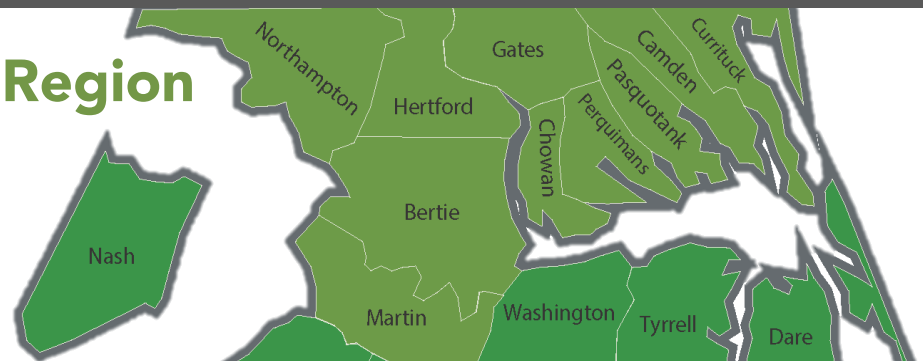 Region
Northampton
Gates
Hertford
Camden
Currituck
Pasquotank
Perquimans
Chowan
Bertie
Nash
Martin
Washington
Tyrrell
Dare